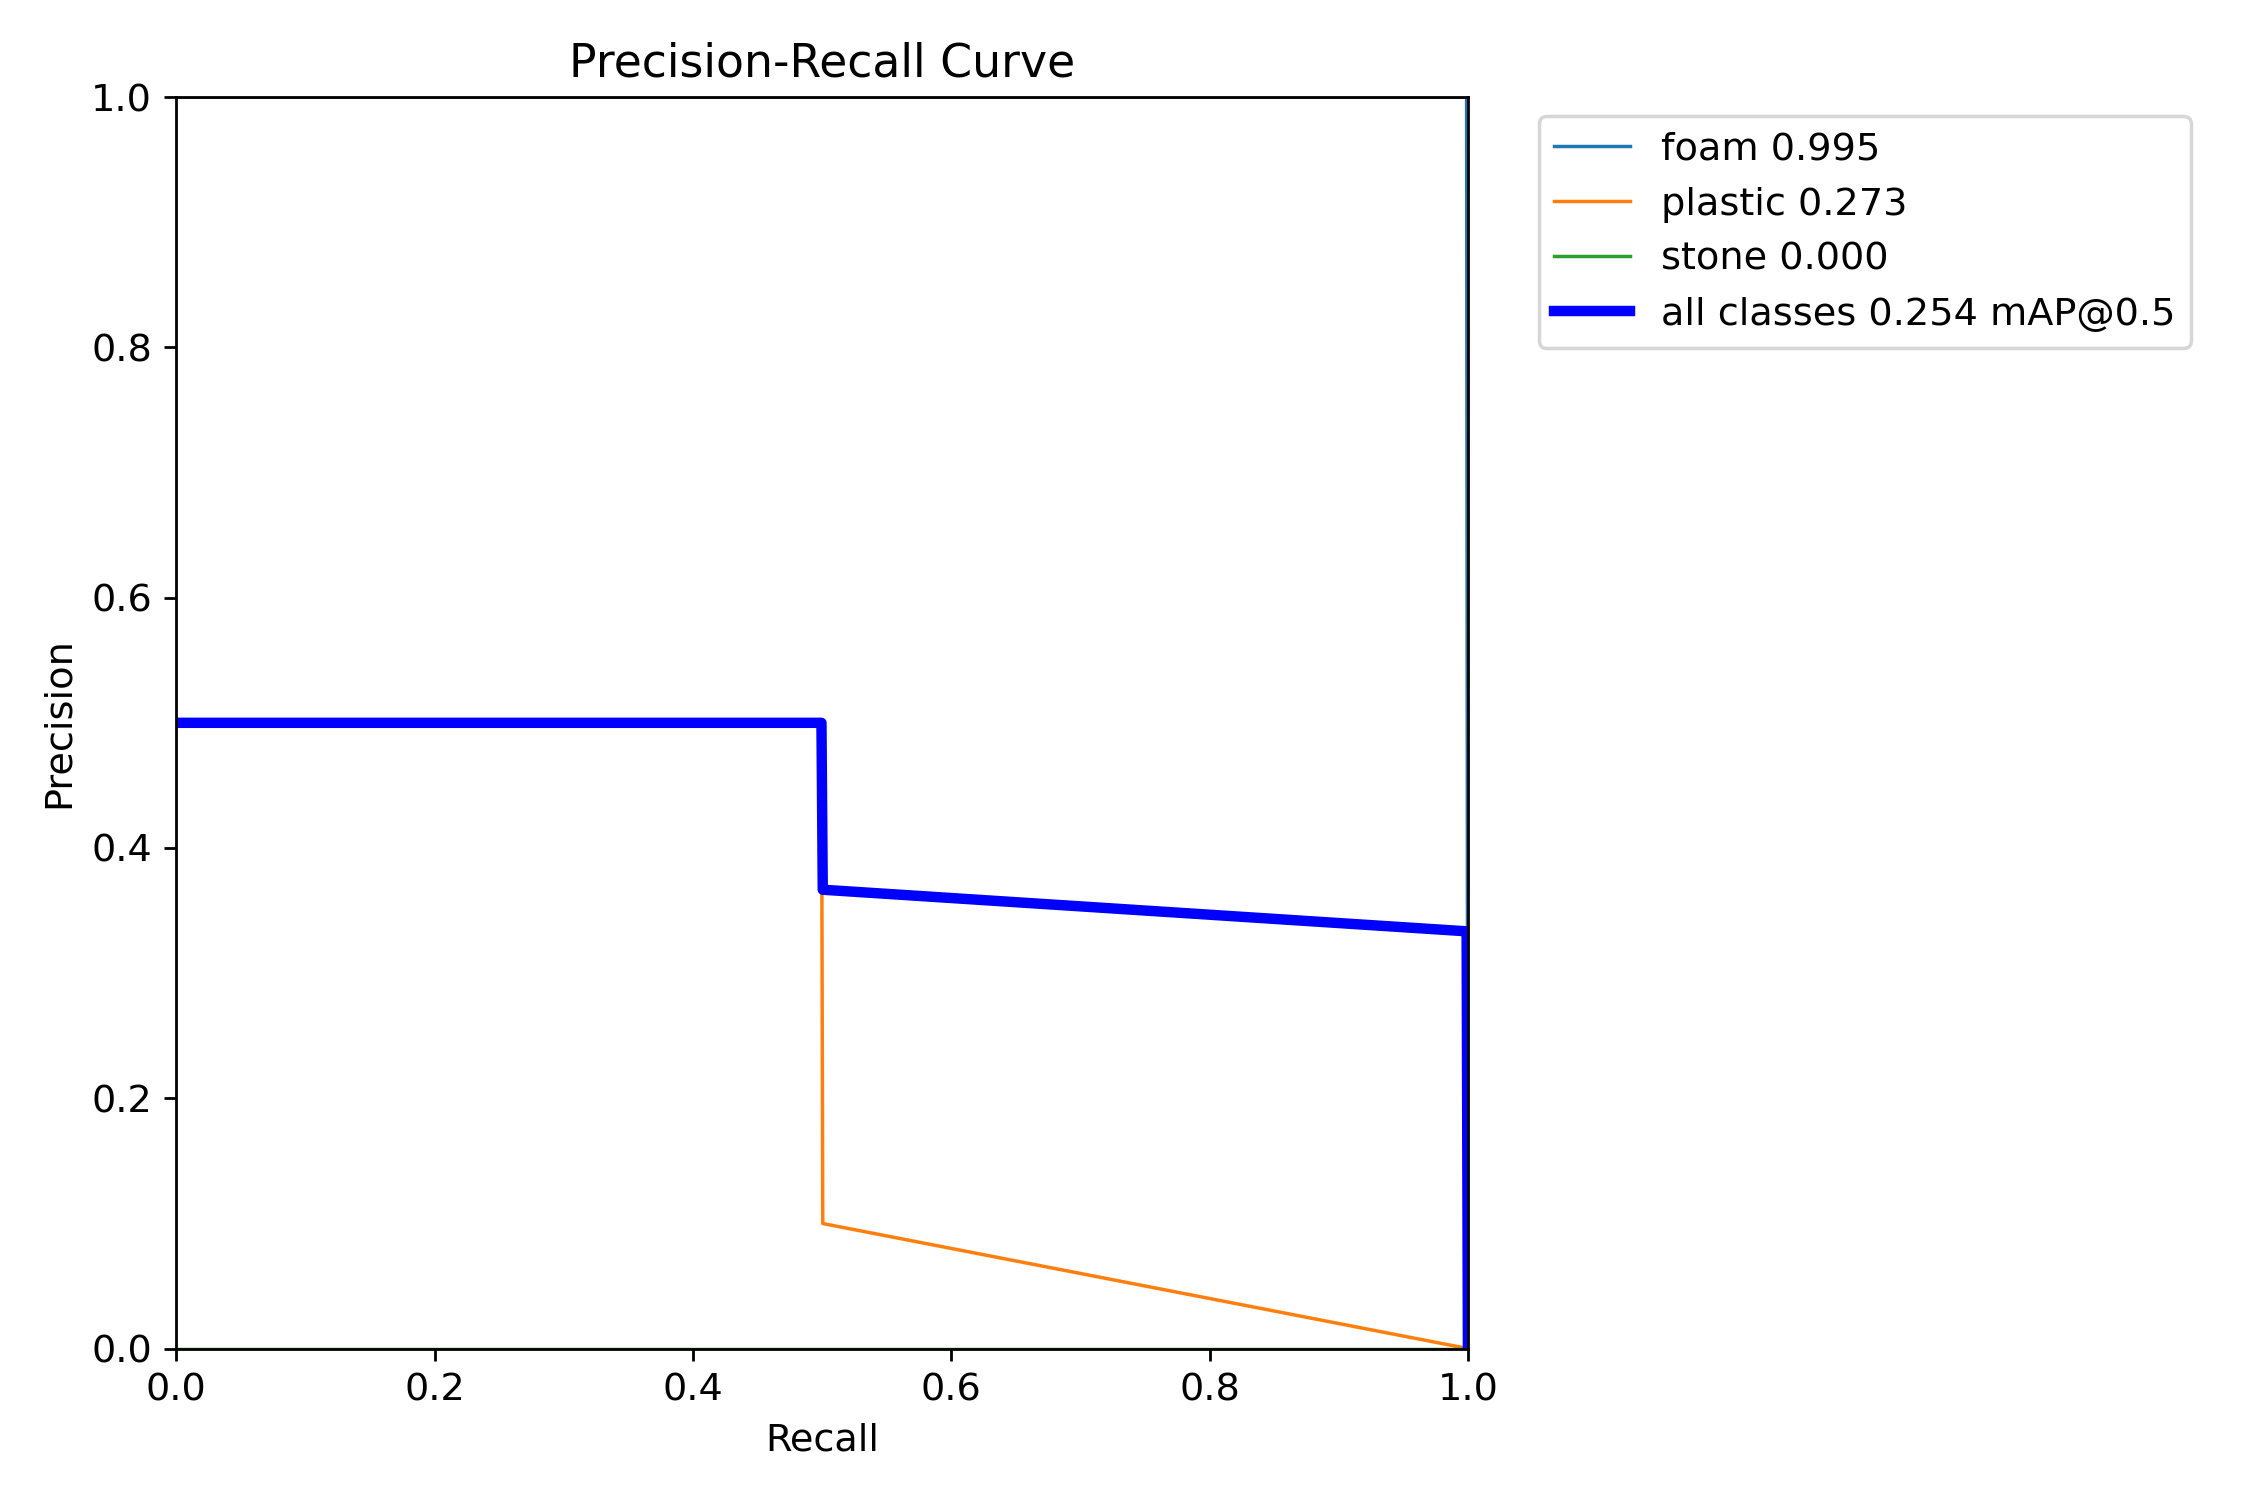 Precision-Recall Curve
1.0
0.8
0.6
0.4
0.2
0.0
Precision
0.0 0.2 0.4 0.6 0.8 1.0
Recall
foam 0.995
plastic 0.273
stone 0.000
all classes 0.254 mAP@0.5